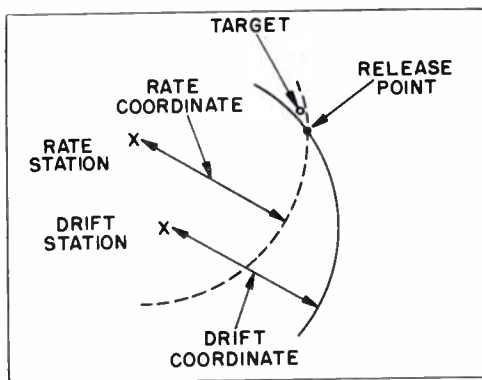 TARGET
RELEASE
POINT
RATE
COORDINATE
RATE
STATION
X
DRIFT
STATION
X
DRIFT
COORDINATE